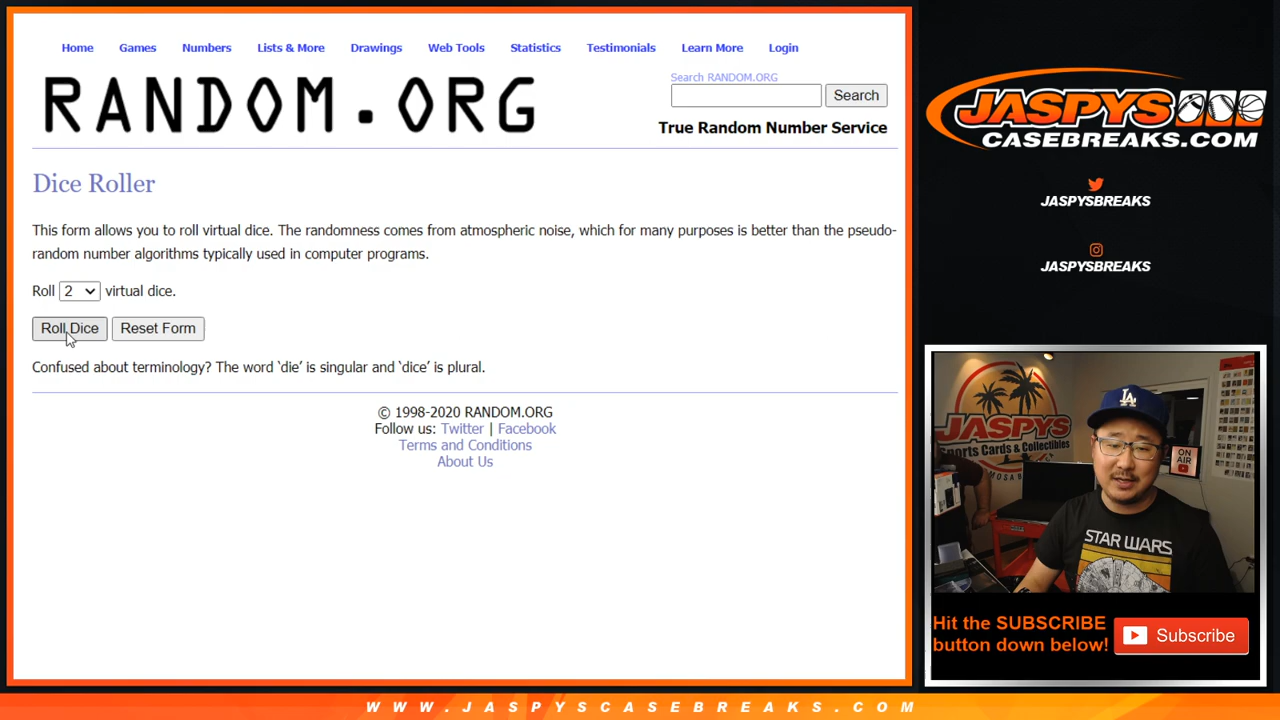 Home Games Numbers Lists & More Drawings Web Tools Statistics Testimonials Learn More Login
RANDOM.ORG
Search RANDOM.ORG
Search
True Random Number Service
Dice Roller
This form allows you to roll virtual dice. The randomness comes from atmospheric noise, which for many purposes is better than the pseudo-
random number algorithms typically used in computer programs.
Roll 2 virtual dice.
Roll Dice Reset Form
Confused about terminology? The word ‘die’ is singular and ‘dice’ is plural.
© 1998-2020 RANDOM.ORG
Follow us: Twitter | Facebook
Terms and Conditions
About Us
JASPYS
CASEBREAKS.COM
JASPYSBREAKS
JASPYSBREAKS
JASPYS
Sports Cards & Collectibles
ON
AIR
LA
STAR WARS
Hit the SUBSCRIBE
button down below!
Subscribe
WWW.JASPYSCASEBREAKS.COM